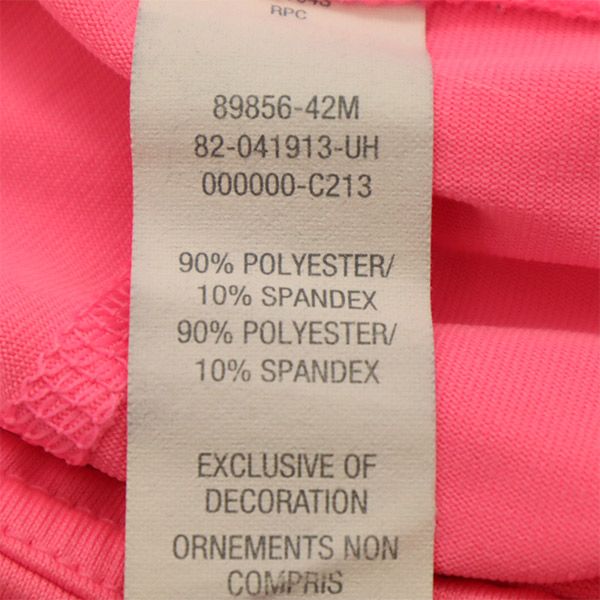 RPC
89856-42M
82-041913-UH
000000-C213
90% POLYESTER/
10% SPANDEX
90% POLYESTER/
10% SPANDEX
EXCLUSIVE OF
DECORATION
ORNEMENTS NON
COMPRIS